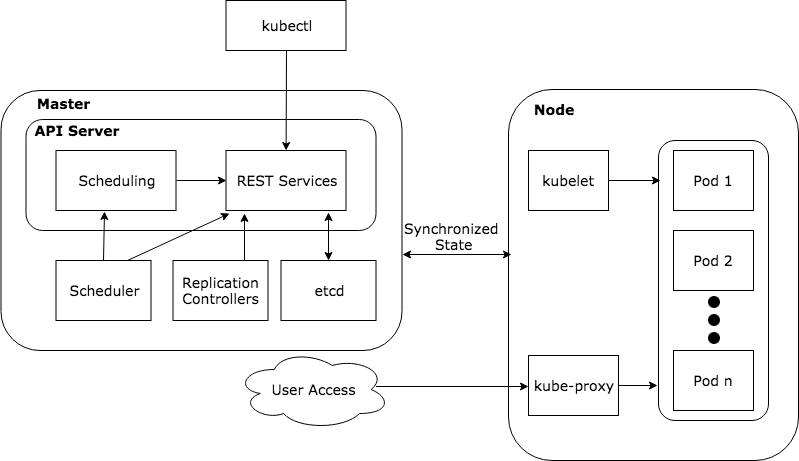 kubectl
Master
API Server
Scheduling
REST Services
Scheduler
Replication
Controllers
etcd
Synchronized
State
User Access
Node
kubelet
Pod 1
Pod 2
kube-proxy
Pod n